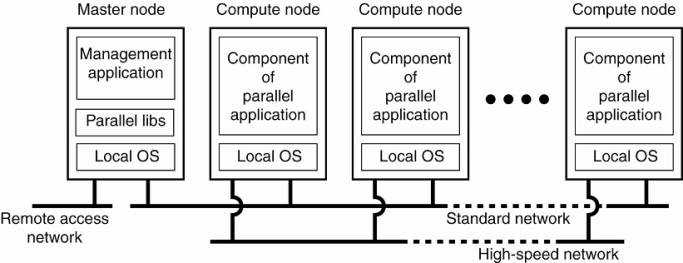 Master node
Compute node
Compute node
Compute node
Management
application
Parallel libs
Local OS
Component
of
parallel
application
Local OS
Component
of
parallel
application
Local OS
Component
of
parallel
application
Local OS
Remote access
network
Standard network
High-speed network